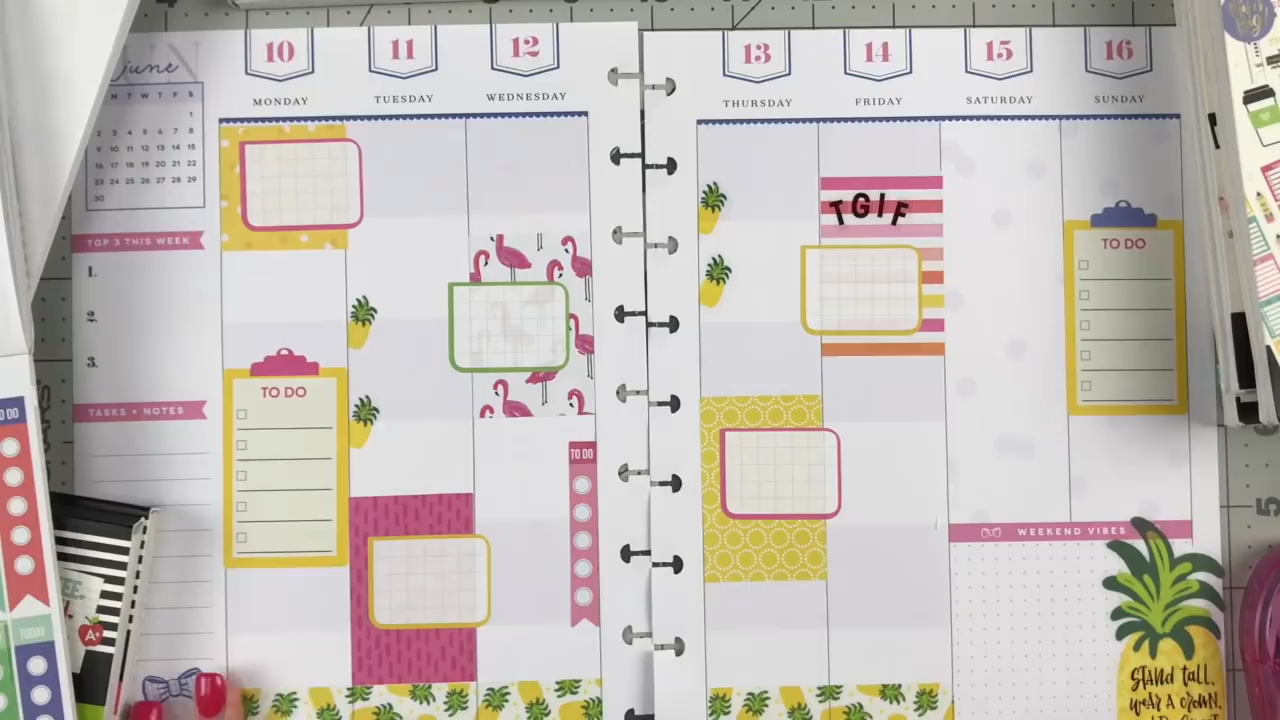 june
M T W T F S
1
2 3 4 5 6 7 8
9 10 11 12 13 14 15
16 17 18 19 20 21 22
23 24 25 26 27 28 29
30
TOP 3 THIS WEEK
1.
2.
3.
TASKS + NOTES
10
MONDAY
TO DO
11
TUESDAY
12
WEDNESDAY
TO DO
13
THURSDAY
14
FRIDAY
TGIF
15
SATURDAY
16
SUNDAY
TO DO
WEEKEND VIBES
STAND tall,
weAR A cROWN,
TODAY
A+